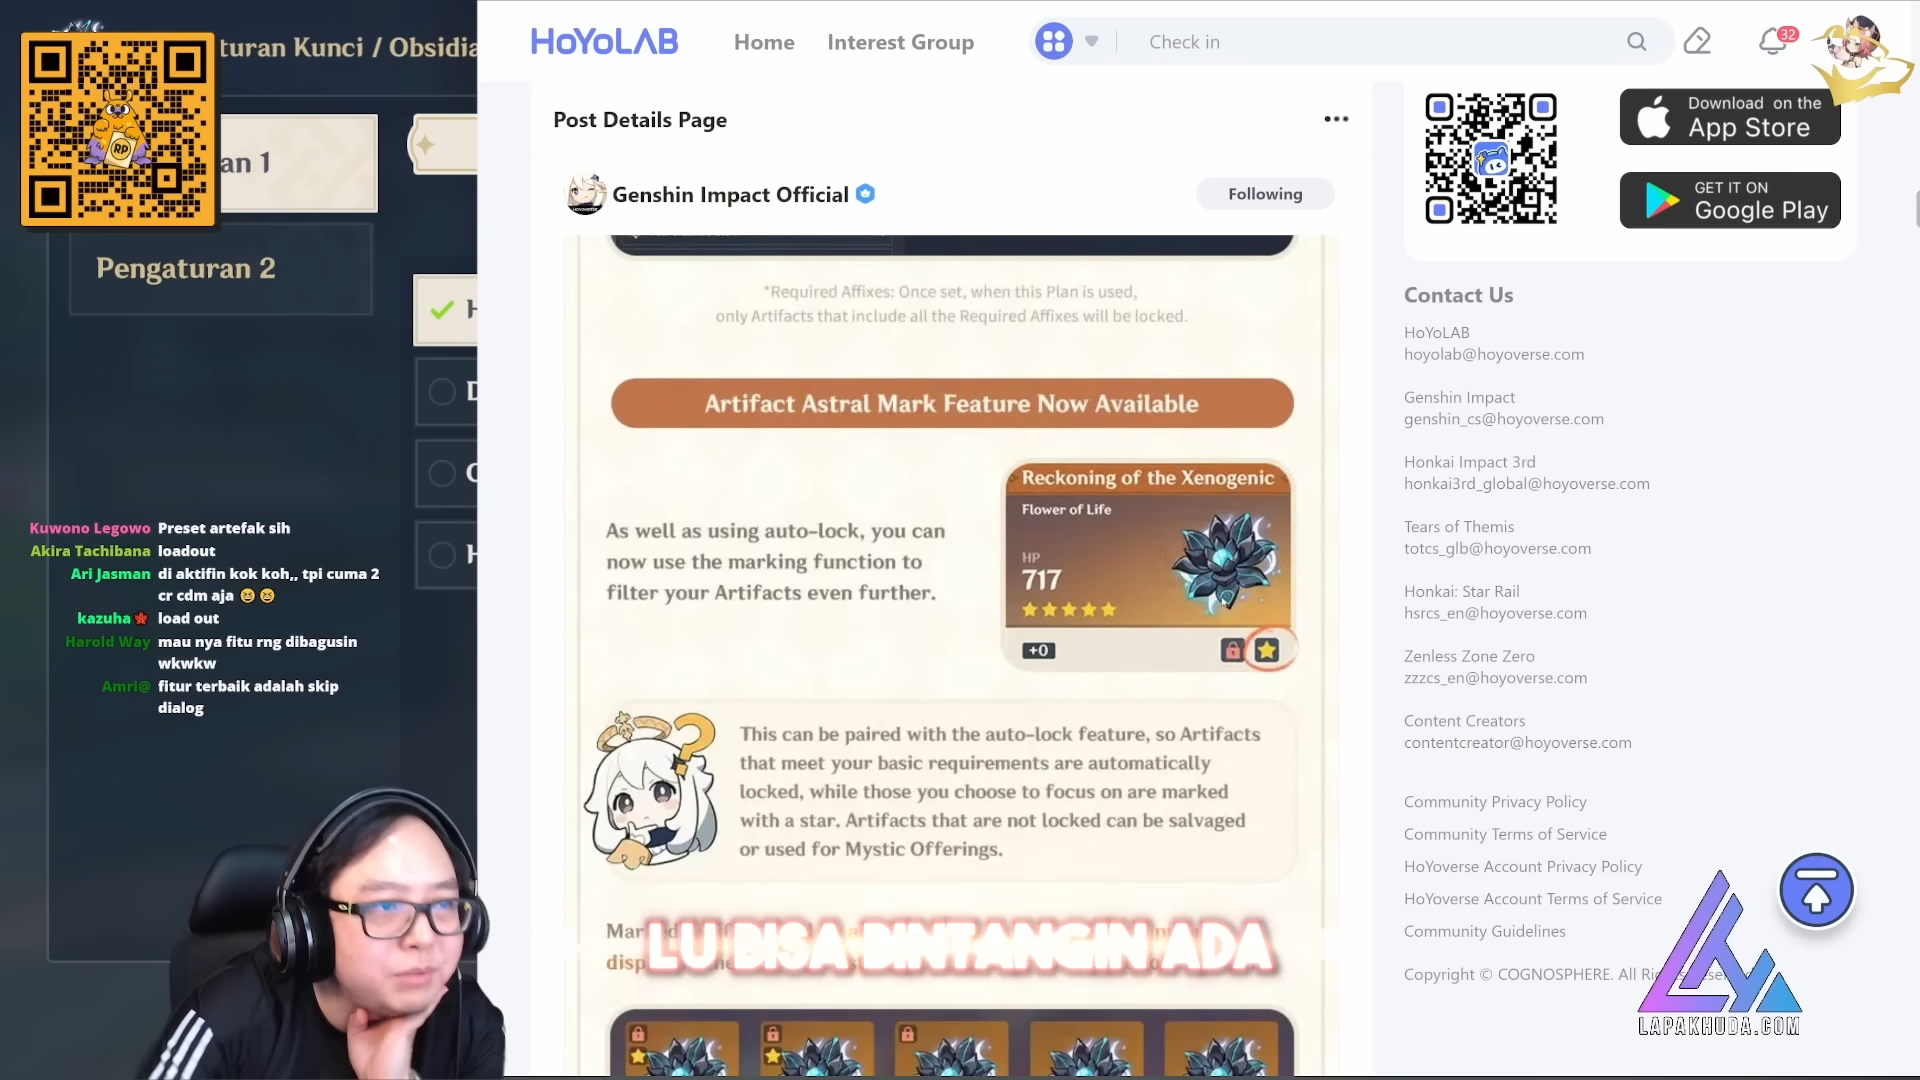 turan Kunci / Obsidia
RP
an 1
Pengaturan 2
H
D
C
H
Kuwono Legowo Preset artefak sih
Akira Tachibana loadout
Ari Jasman di aktifin kok koh,, tpi cuma 2
cr cdm aja
kazuha load out
Harold Way mau nya fitu rng dibagusin
wkwkw
Amri@ fitur terbaik adalah skip
dialog
HoYoLAB
Home
Interest Group
Check in
32
Post Details Page
Genshin Impact Official
Following
*Required Affixes: Once set, when this Plan is used,
only Artifacts that include all the Required Affixes will be locked.
Artifact Astral Mark Feature Now Available
As well as using auto-lock, you can
now use the marking function to
filter your Artifacts even further.
Reckoning of the Xenogenic
Flower of Life
HP
717
+0
This can be paired with the auto-lock feature, so Artifacts
that meet your basic requirements are automatically
locked, while those you choose to focus on are marked
with a star. Artifacts that are not locked can be salvaged
or used for Mystic Offerings.
LU BISA BINTANGIN ADA
Download on the
App Store
GET IT ON
Google Play
Contact Us
HoYoLAB
hoyolab@hoyoverse.com
Genshin Impact
genshin_cs@hoyoverse.com
Honkai Impact 3rd
honkai3rd_global@hoyoverse.com
Tears of Themis
totcs_glb@hoyoverse.com
Honkai: Star Rail
hsrcs_en@hoyoverse.com
Zenless Zone Zero
zzzcs_en@hoyoverse.com
Content Creators
contentcreator@hoyoverse.com
Community Privacy Policy
Community Terms of Service
HoYoverse Account Privacy Policy
HoYoverse Account Terms of Service
Community Guidelines
Copyright © COGNOSPHERE. All
LAPAKHUDA.COM